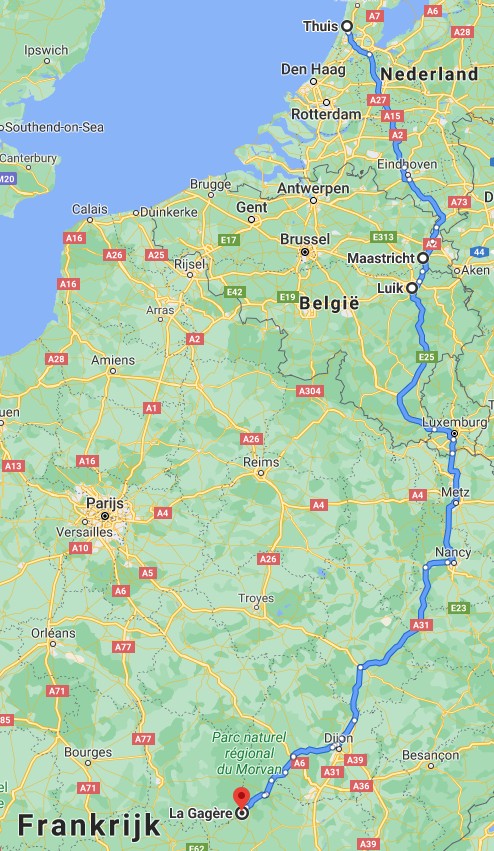 A7
A6
Thuis
A28
Ipswich
Den Haag
Nederland
A27
Rotterdam
A15
Southend-on-Sea
A2
Canterbury
Eindhoven
M20
Brugge
Antwerpen
A73
Calais
Duinkerke
Gent
A16
E17
Brussel
E313
A2
A26
A25
Maastricht
44
Rijsel
Aken
A16
E42
E19
België
Luik
Arras
A2
A28
E25
Amiens
A304
A1
Luxemburg
A26
A13
A16
Reims
Metz
A4
A4
Parijs
A4
Versailles
A10
Nancy
A26
A5
A6
Troyes
E23
A31
Orléans
A77
A71
Parc naturel
régional
du Morvan
Dijon
A77
Bourges
A6
A39
Besançon
A31
A36
A71
La Gagère
Frankrijk
E62
A39